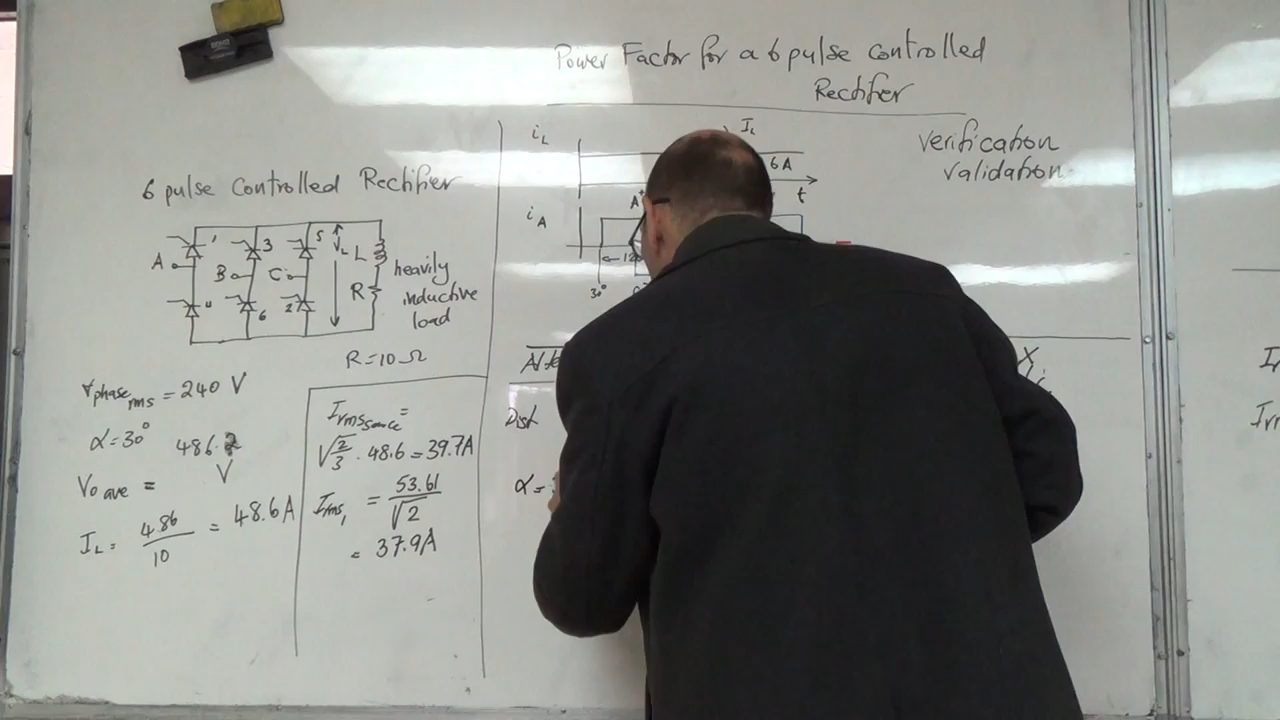 Power Factor for a 6 pulse controlled
Rectifier
verification
validation
6 pulse Controlled Rectifier
A
B
C
1
3
5
4
6
2
VL
L
R
heavily
inductive
load
R=10 Ω
Vphase rms = 240 V
α=30°
486.2
V
Vo ave =
IL = 486/10 = 48.6A
Irms source =
√2/3 . 48.6 = 39.7A
Irms1 = 53.61/√2
= 37.9A
iL
IL
6 A
t
iA
A+
30°
Dist
α =